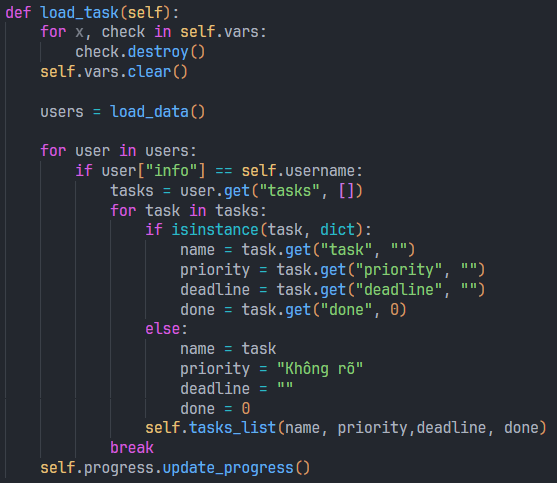 def load_task(self):
    for x, check in self.vars:
        check.destroy()
    self.vars.clear()

    users = load_data()

    for user in users:
        if user["info"] == self.username:
            tasks = user.get("tasks", [])
            for task in tasks:
                if isinstance(task, dict):
                    name = task.get("task", "")
                    priority = task.get("priority", "")
                    deadline = task.get("deadline", "")
                    done = task.get("done", 0)
                else:
                    name = task
                    priority = "Không rõ"
                    deadline = ""
                    done = 0
                self.tasks_list(name, priority,deadline, done)
            break
    self.progress.update_progress()